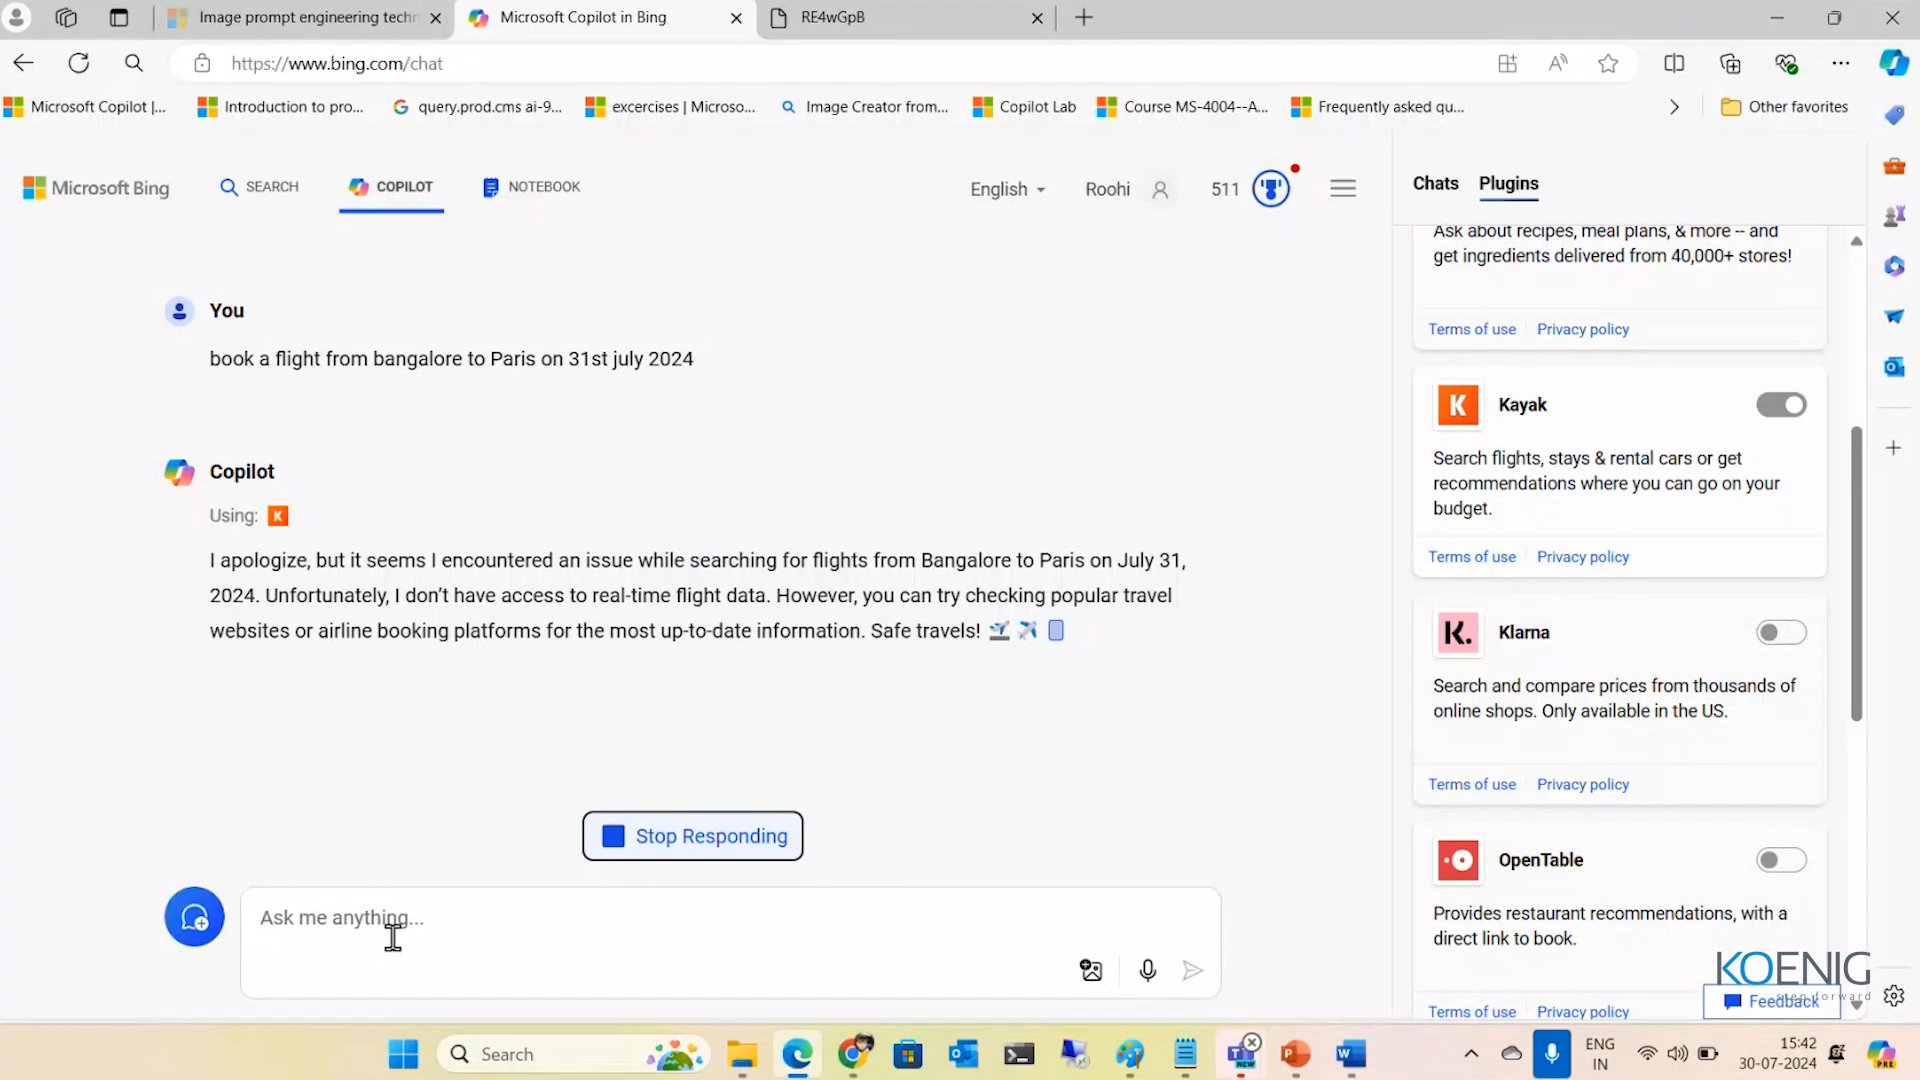 Image prompt engineering techr
Microsoft Copilot in Bing
RE4wGpB
https://www.bing.com/chat
Microsoft Copilot |...
Introduction to pro...
query.prod.cms ai-9...
excercises | Microso...
Image Creator from...
Copilot Lab
Course MS-4004--A...
Frequently asked qu...
Other favorites
Microsoft Bing
SEARCH
COPILOT
NOTEBOOK
English
Roohi
511
Chats
Plugins
You
book a flight from bangalore to Paris on 31st july 2024
Copilot
Using: K
I apologize, but it seems I encountered an issue while searching for flights from Bangalore to Paris on July 31,
2024. Unfortunately, I don't have access to real-time flight data. However, you can try checking popular travel
websites or airline booking platforms for the most up-to-date information. Safe travels!
Stop Responding
Ask me anything...
Ask about recipes, meal plans, & more -- and
get ingredients delivered from 40,000+ stores!
Terms of use
Privacy policy
K
Kayak
Search flights, stays & rental cars or get
recommendations where you can go on your
budget.
Terms of use
Privacy policy
K.
Klarna
Search and compare prices from thousands of
online shops. Only available in the US.
Terms of use
Privacy policy
OpenTable
Provides restaurant recommendations, with a
direct link to book.
Terms of use
Privacy policy
KOENIG
step forward
Feedback
Search
NEW
ENG
IN
15:42
30-07-2024
PRE